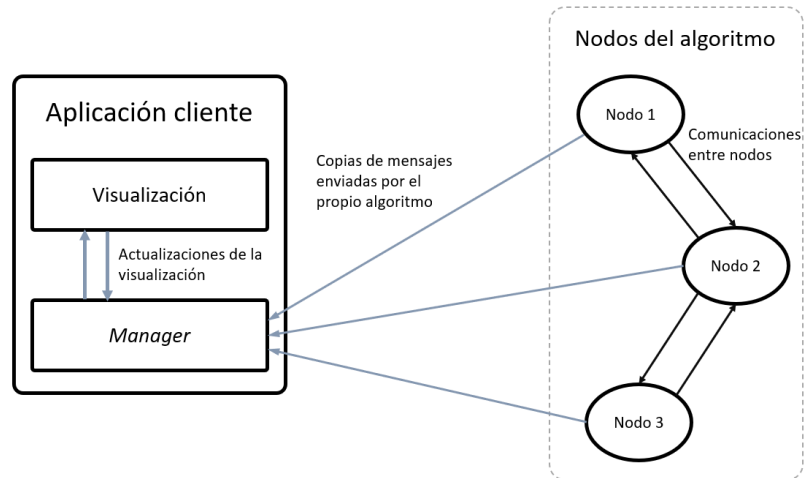 Aplicación cliente
Visualización
Actualizaciones de la
visualización
Manager
Copias de mensajes
enviadas por el
propio algoritmo
Nodos del algoritmo
Nodo 1
Comunicaciones
entre nodos
Nodo 2
Nodo 3